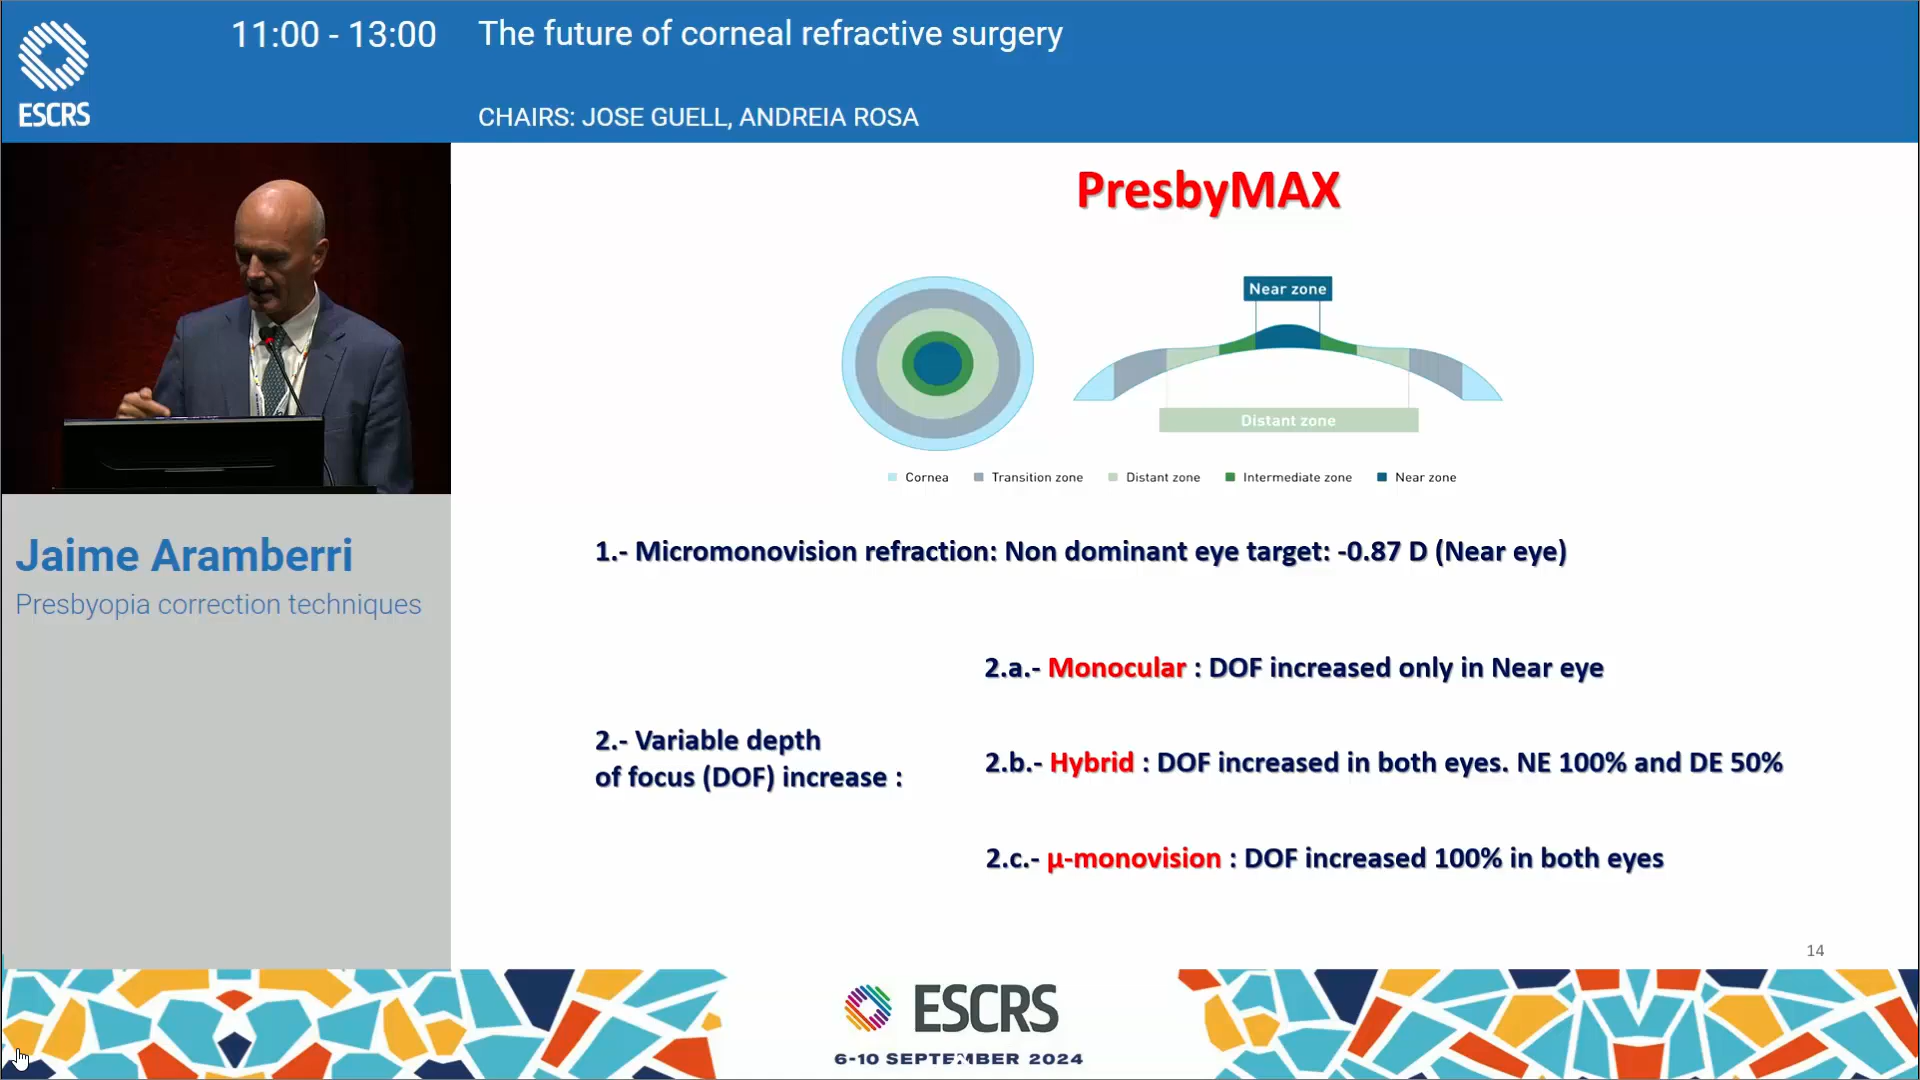 11:00 - 13:00
The future of corneal refractive surgery
ESCRS
CHAIRS: JOSE GUELL, ANDREIA ROSA
PresbyMAX
Near zone
Distant zone
Cornea
Transition zone
Distant zone
Intermediate zone
Near zone
Jaime Aramberri
Presbyopia correction techniques
1.- Micromonovision refraction: Non dominant eye target: -0.87 D (Near eye)
2.- Variable depth
of focus (DOF) increase :
2.a.- Monocular : DOF increased only in Near eye
2.b.- Hybrid : DOF increased in both eyes. NE 100% and DE 50%
2.c.- μ-monovision : DOF increased 100% in both eyes
14
ESCRS
6-10 SEPTEMBER 2024